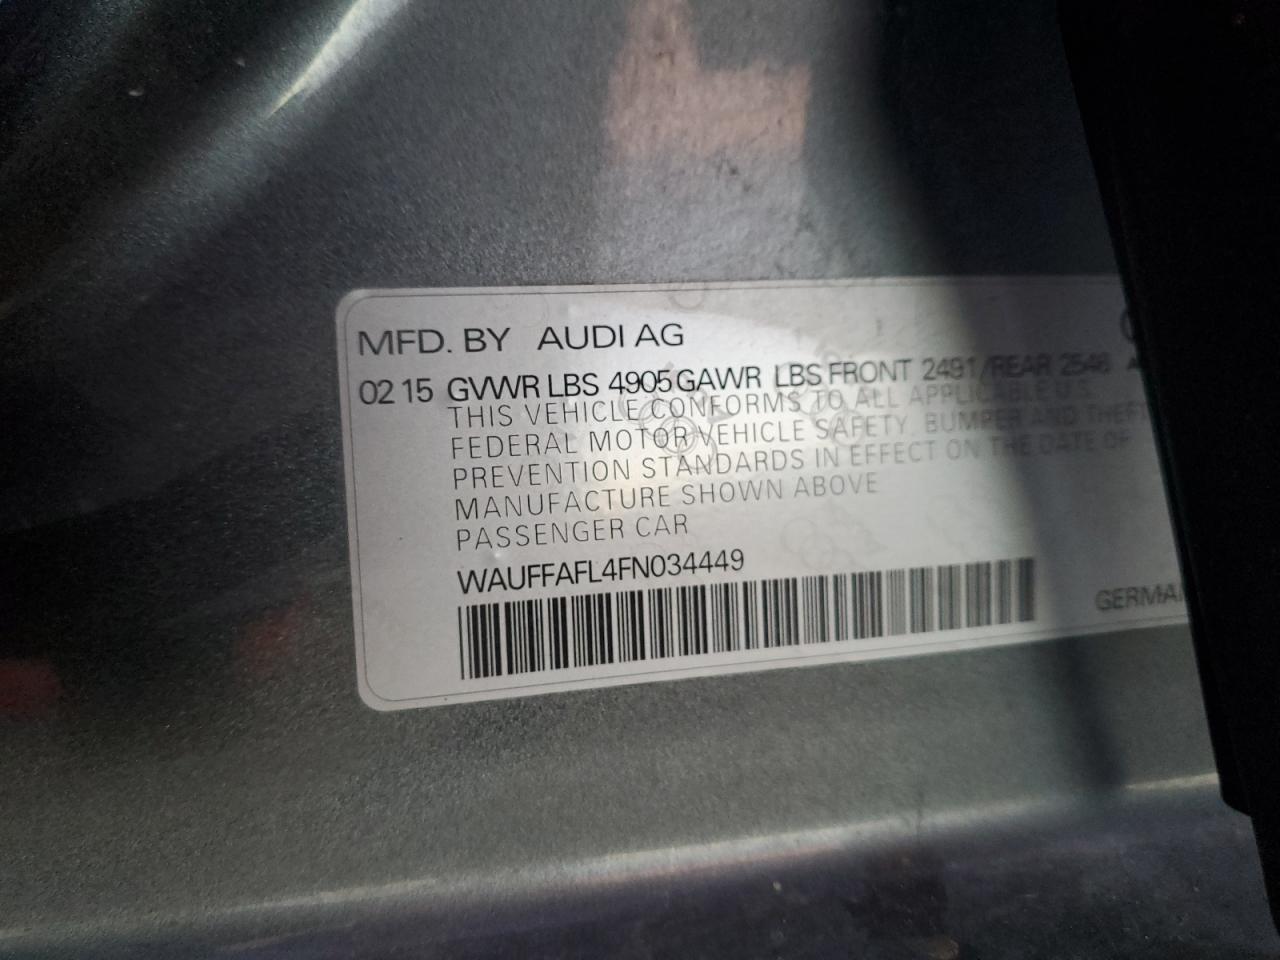 MFD. BY AUDI AG
02 15 GVWR LBS 4905 GAWR LBS FRONT 2491/REAR 2546
THIS VEHICLE CONFORMS TO ALL APPLICABLE U.S.
FEDERAL MOTOR VEHICLE SAFETY, BUMPER AND THEFT
PREVENTION STANDARDS IN EFFECT ON THE DATE OF
MANUFACTURE SHOWN ABOVE
PASSENGER CAR
WAUFFAFL4FN034449